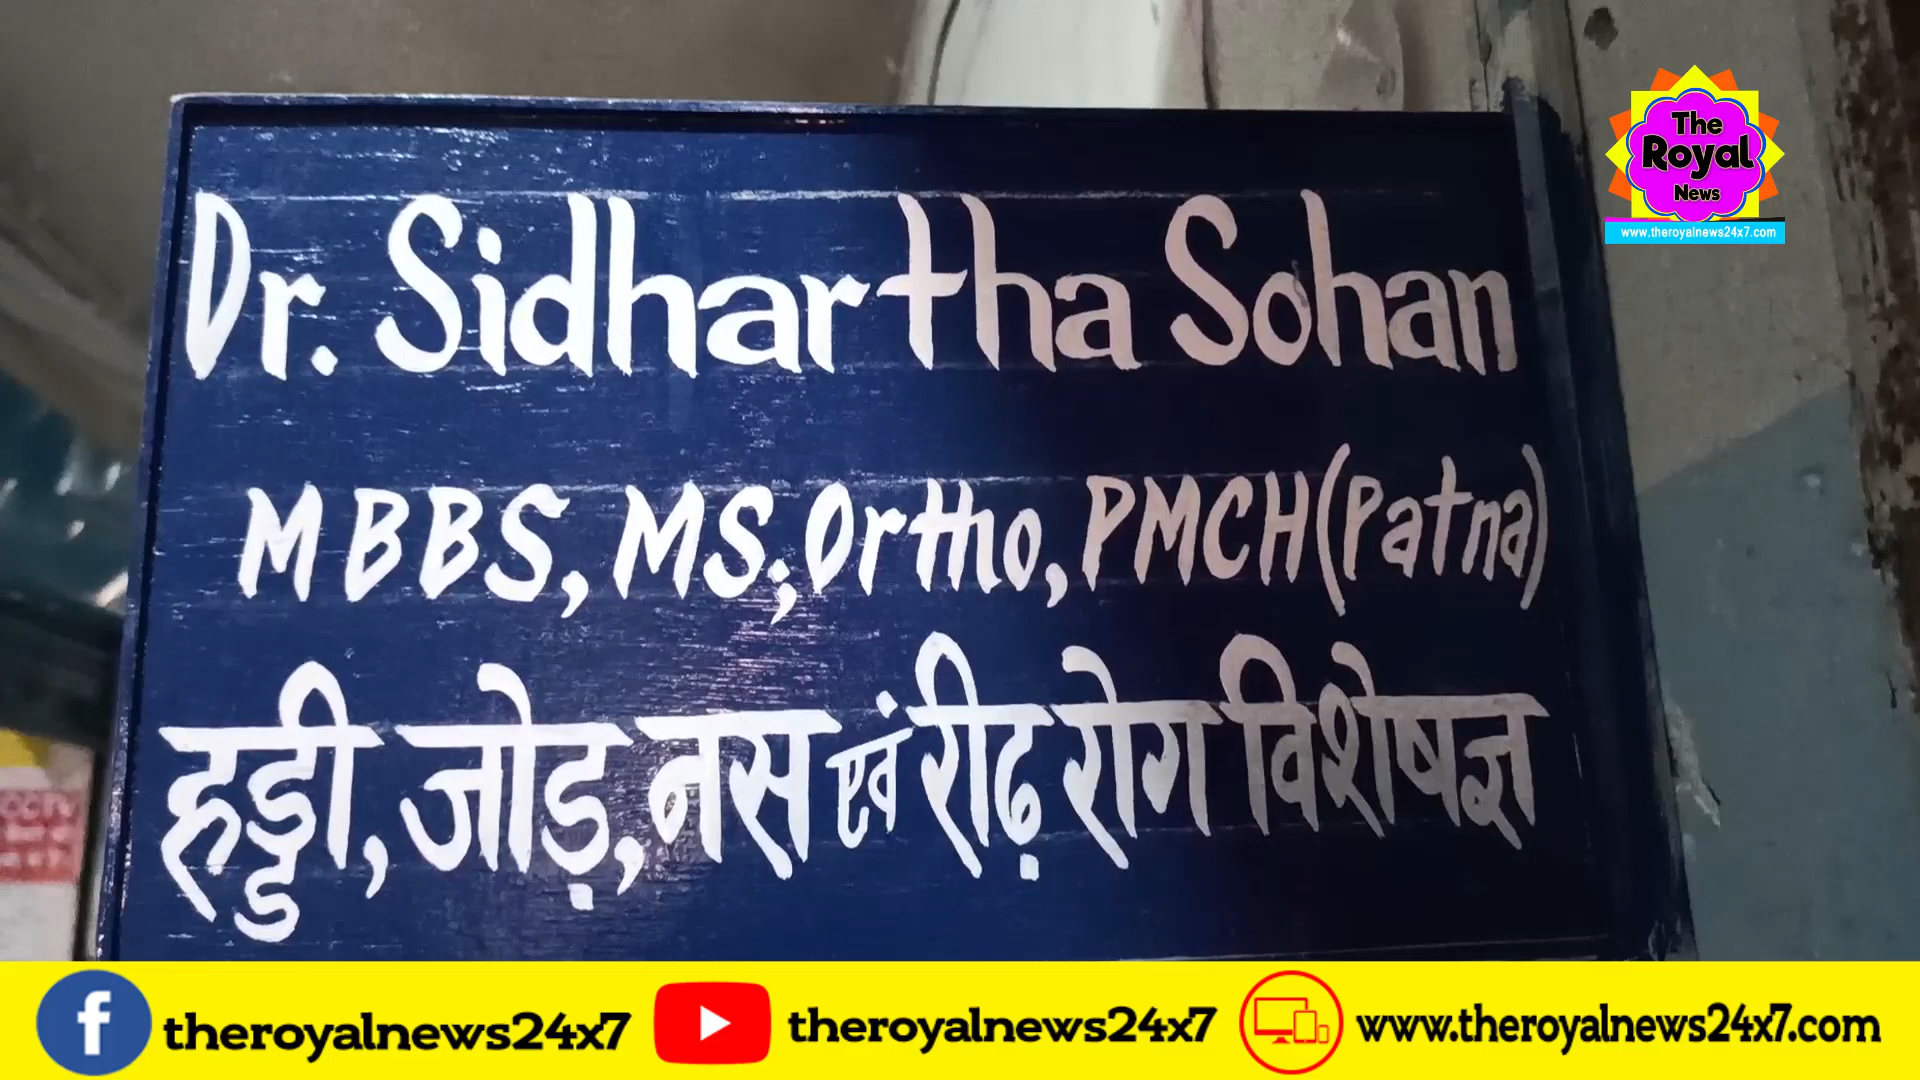 The
Royal
News
www.theroyalnews24x7.com
Dr. Sidhartha Sohan
MBBS, MS; Ortho, PMCH (Patna)
हड्डी, जोड़, नस एवं रीढ़ रोग विशेषज्ञ
theroyalnews24x7
theroyalnews24x7
www.theroyalnews24x7.com